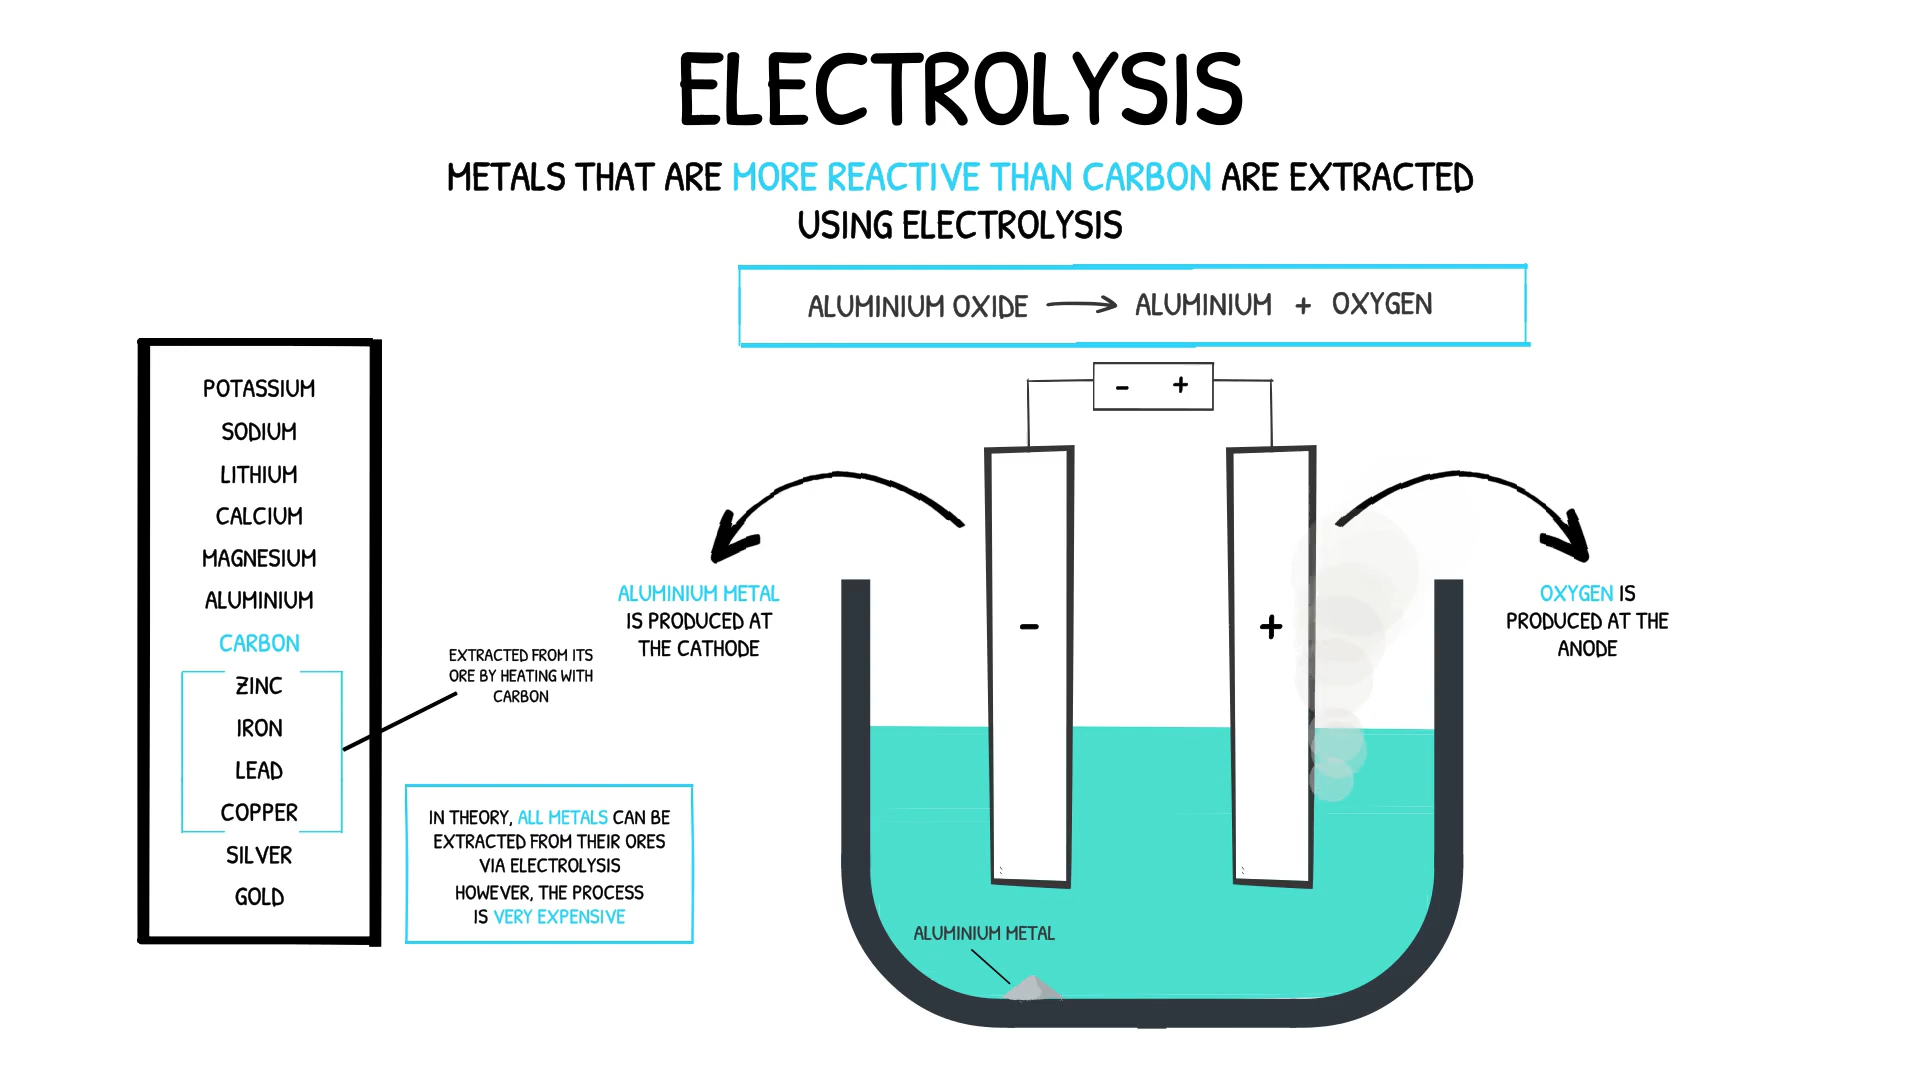 ELECTROLYSIS
METALS THAT ARE MORE REACTIVE THAN CARBON ARE EXTRACTED
USING ELECTROLYSIS
ALUMINIUM OXIDE ⟶ ALUMINIUM + OXYGEN
- +
POTASSIUM
SODIUM
LITHIUM
CALCIUM
MAGNESIUM
ALUMINIUM
CARBON
ZINC
IRON
LEAD
COPPER
SILVER
GOLD
EXTRACTED FROM ITS
ORE BY HEATING WITH
CARBON
IN THEORY, ALL METALS CAN BE
EXTRACTED FROM THEIR ORES
VIA ELECTROLYSIS
HOWEVER, THE PROCESS
IS VERY EXPENSIVE
ALUMINIUM METAL
IS PRODUCED AT
THE CATHODE
-
+
OXYGEN IS
PRODUCED AT THE
ANODE
ALUMINIUM METAL